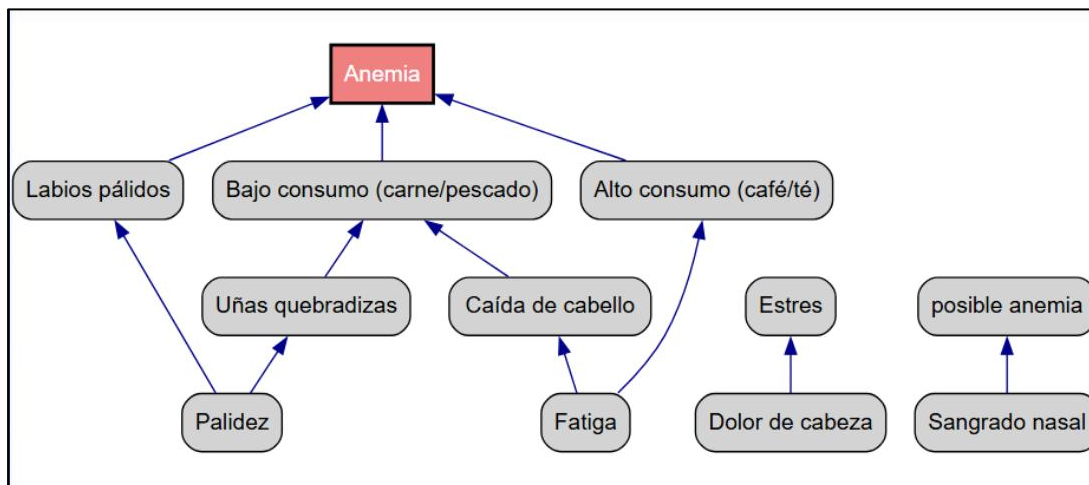 Anemia
Labios pálidos
Bajo consumo (carne/pescado)
Alto consumo (café/té)
Uñas quebradizas
Caída de cabello
Estres
posible anemia
Palidez
Fatiga
Dolor de cabeza
Sangrado nasal